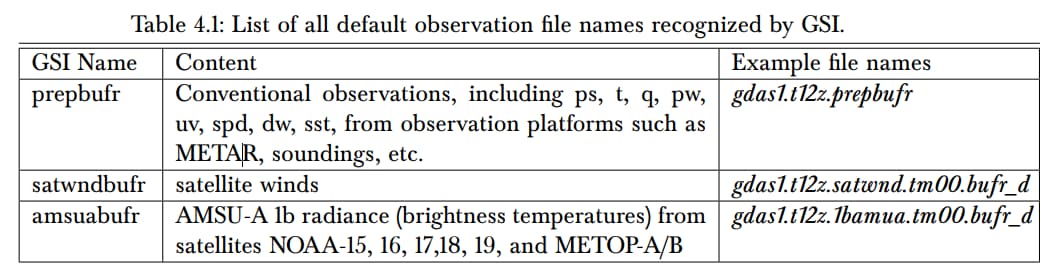 Table 4.1: List of all default observation file names recognized by GSI.
GSI Name Content Example file names
prepbufr Conventional observations, including ps, t, q, pw, gdas1.t12z.prepbufr
uv, spd, dw, sst, from observation platforms such as
METAR, soundings, etc.
satwndbufr satellite winds gdas1.t12z.satwnd.tm00.bufr_d
amsuabufr AMSU-A 1b radiance (brightness temperatures) from gdas1.t12z.1bamua.tm00.bufr_d
satellites NOAA-15, 16, 17,18, 19, and METOP-A/B